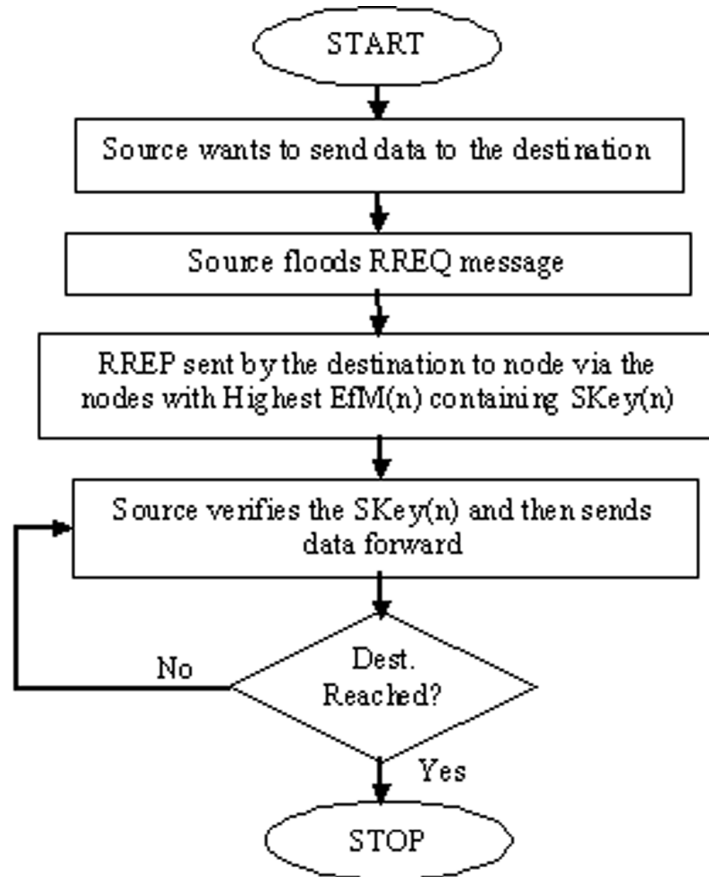 START
Source wants to send data to the destination
Source floods RREQ message
RREP sent by the destination to node via the
nodes with Highest EfM(n) containing SKey(n)
Source verifies the SKey(n) and then sends
data forward
No
Dest.
Reached?
Yes
STOP